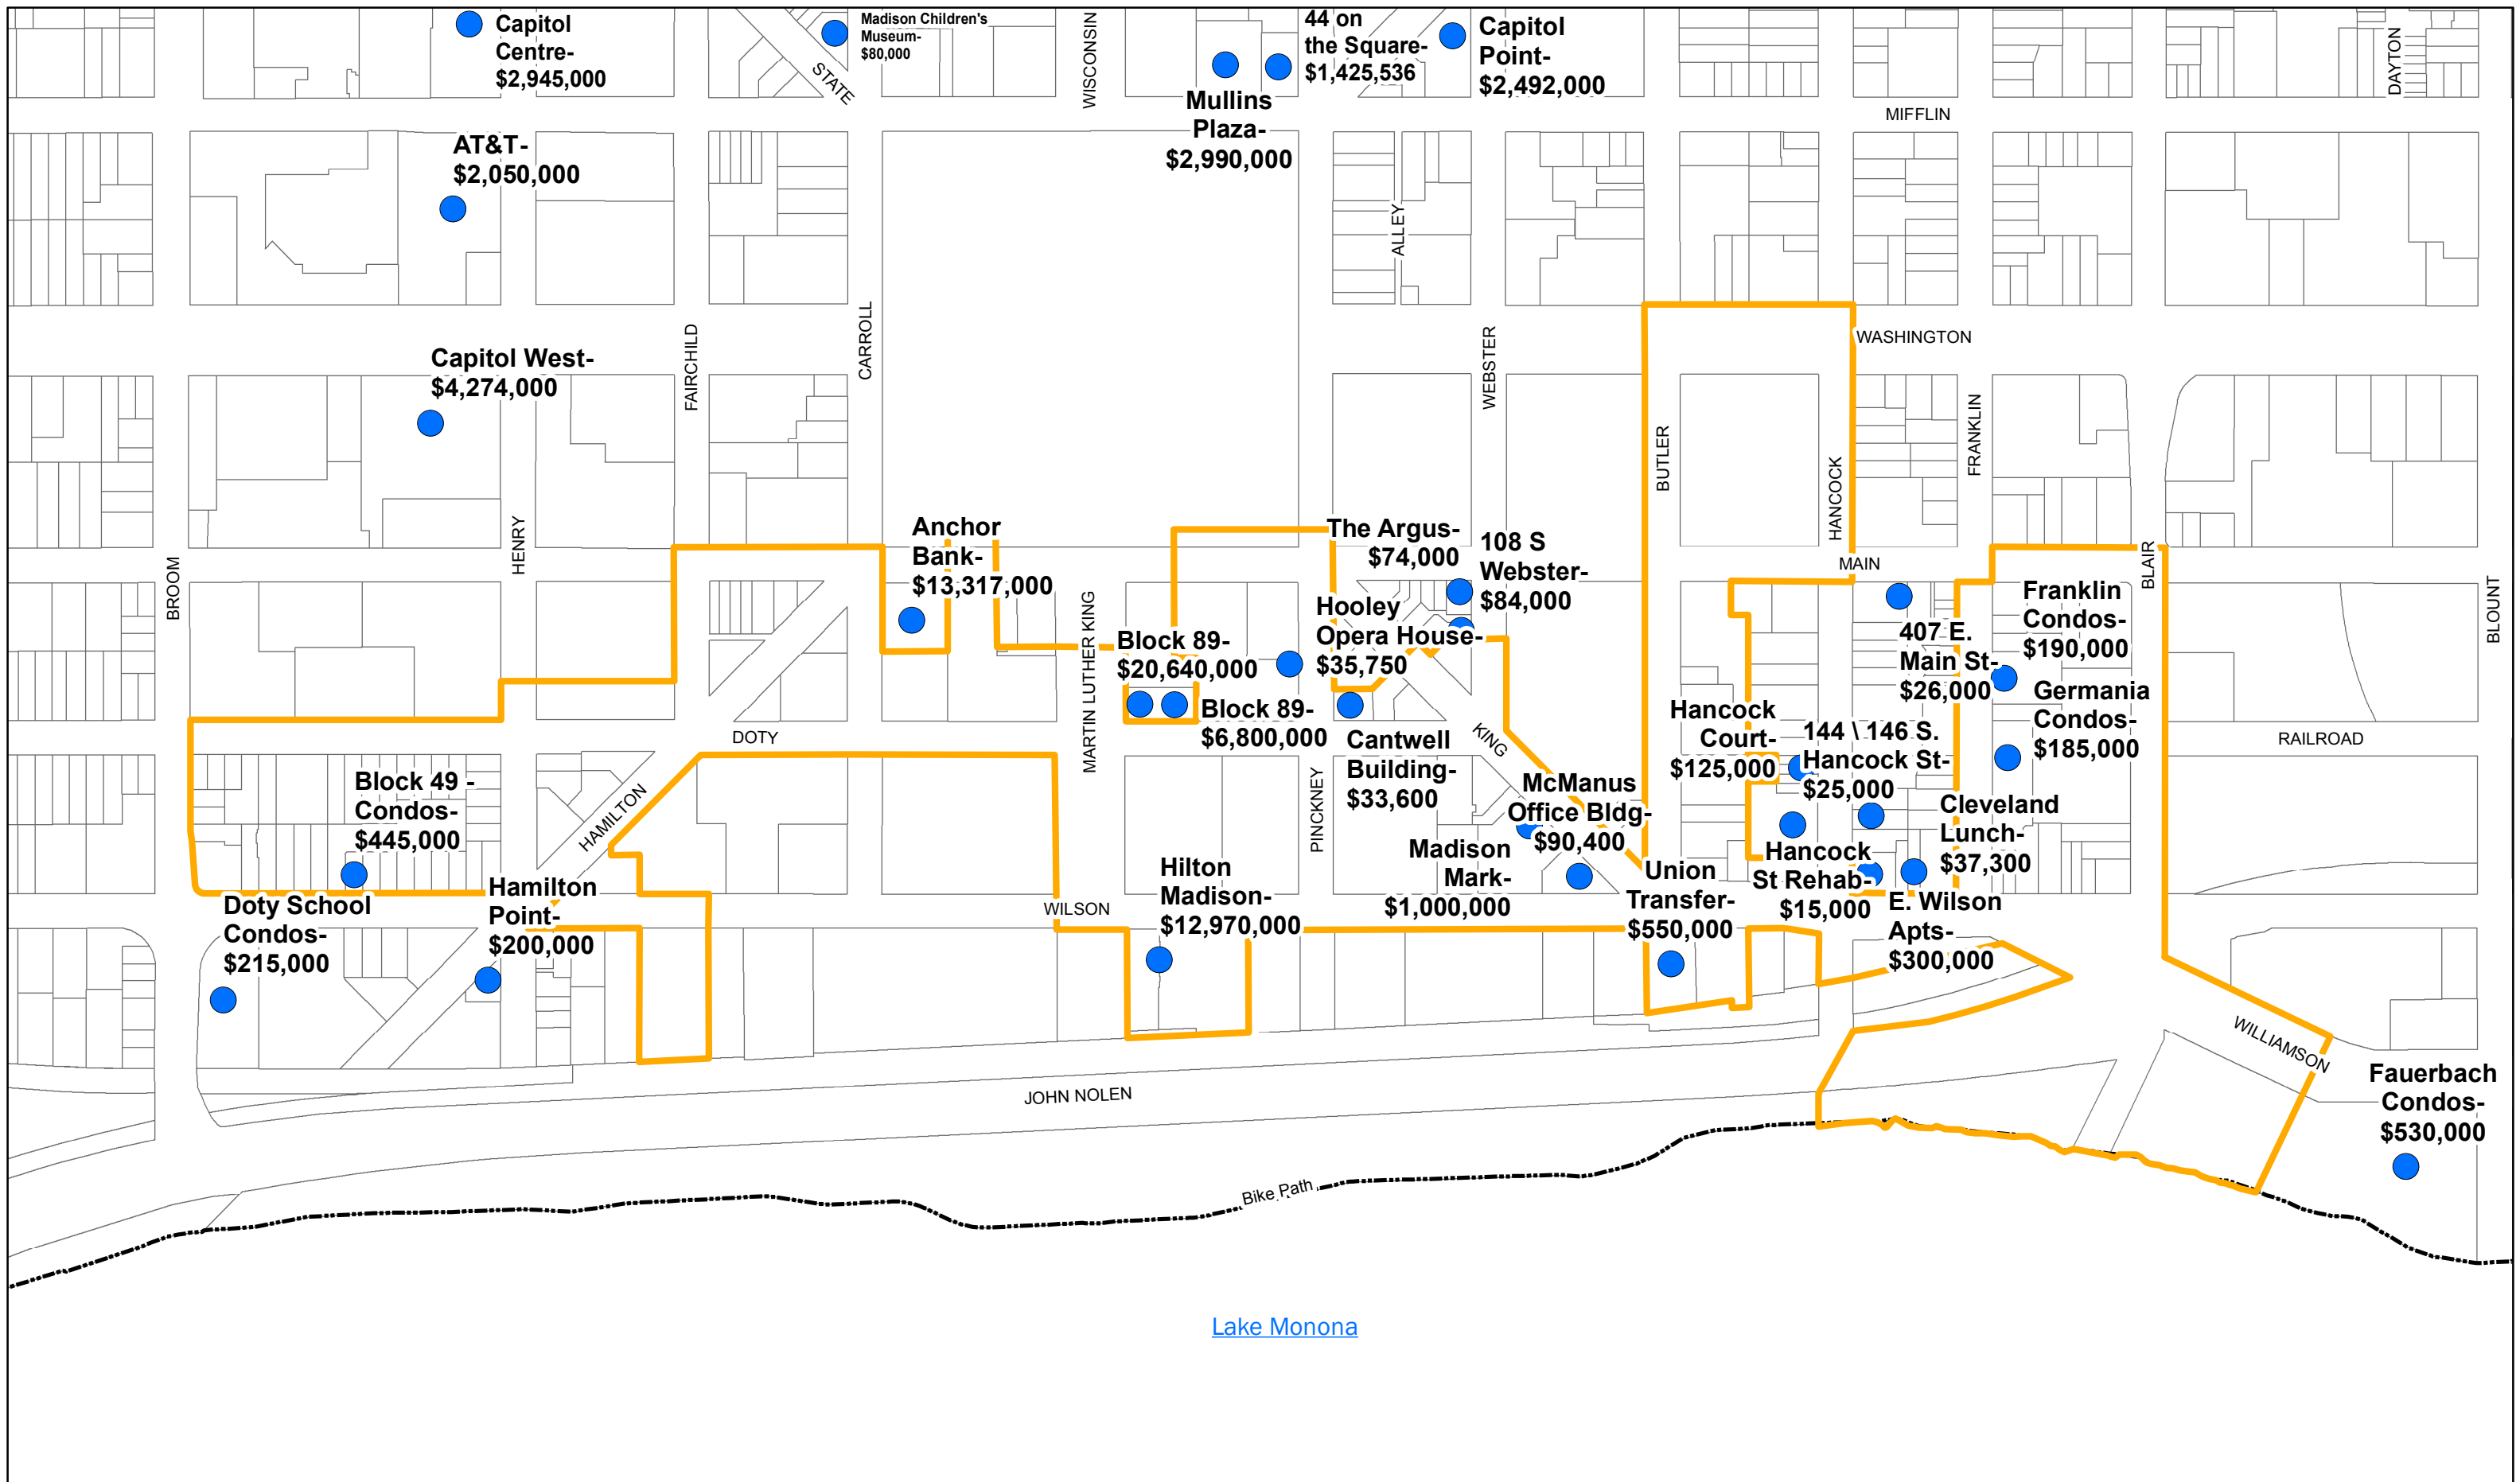 Capitol
Centre-
$2,945,000
Madison Children's
Museum-
$80,000
STATE
WISCONSIN
44 on
the Square-
$1,425,536
Capitol
Point-
$2,492,000
DAYTON
Mullins
Plaza-
$2,990,000
MIFFLIN
AT&T-
$2,050,000
ALLEY
Capitol West-
$4,274,000
FAIRCHILD
CARROLL
WEBSTER
WASHINGTON
BUTLER
HANCOCK
FRANKLIN
BROOM
HENRY
Anchor
Bank-
$13,317,000
The Argus-
$74,000
108 S
Webster-
$84,000
MAIN
BLAIR
BLOUNT
MARTIN LUTHER KING
Block 89-
$20,640,000
Hooley
Opera House-
$35,750
407 E.
Main St-
$26,000
Franklin
Condos-
$190,000
Block 89-
$6,800,000
Germania
Condos-
$185,000
DOTY
KING
Hancock
Court-
$125,000
144 \ 146 S.
Hancock St-
$25,000
RAILROAD
Cantwell
Building-
$33,600
Block 49 -
Condos-
$445,000
HAMILTON
PINCKNEY
McManus
Office Bldg-
$90,400
Cleveland
Lunch-
$37,300
Madison
Mark-
$1,000,000
Hancock
St Rehab-
$15,000
Union
Transfer-
$550,000
Hilton
Madison-
$12,970,000
WILSON
Hamilton
Point-
$200,000
Doty School
Condos-
$215,000
E. Wilson
Apts-
$300,000
WILLIAMSON
JOHN NOLEN
Fauerbach
Condos-
$530,000
Bike Path
Lake Monona